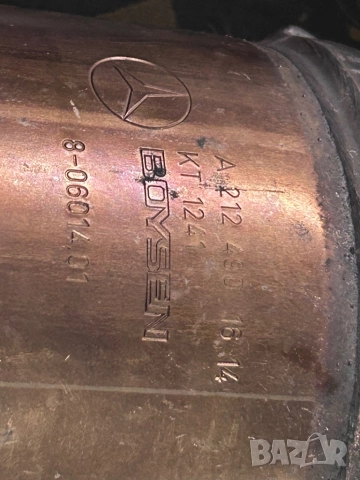 A 212 490 16 14
KT 1241
BOYSEN
8-06014.01
BAZAR